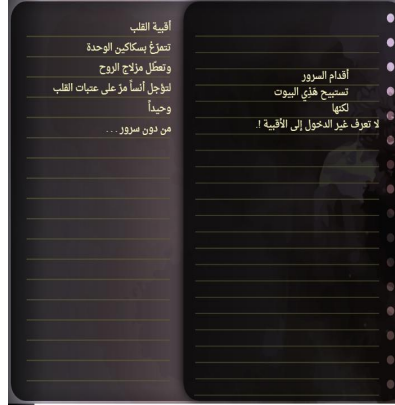 أقدام السرور
تستبيح هَذِي البيوت
لكنها
لا تعرف غير الدخول إلى الأقبية !.
أقبية القلب
تتمرّغ بسكاكين الوحدة
وتعطّل مزلاج الروح
لتؤجل أنساً مرّ على عتبات القلب
وحيداً
من دون سرور . . .